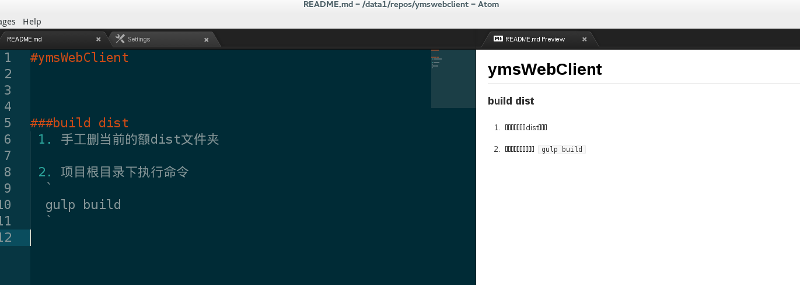 README.md - /data1/repos/ymswebclient - Atom
ages Help
README.md
Settings
README.md Preview
1 #ymsWebClient
2
3
4
5 ###build dist
6 1. 手工删当前的额dist文件夹
7
8 2. 项目根目录下执行命令
9 `
10 gulp build
11 `
12
ymsWebClient
build dist
1. □□□□□□□dist□□□
2. □□□□□□□□□□ gulp build